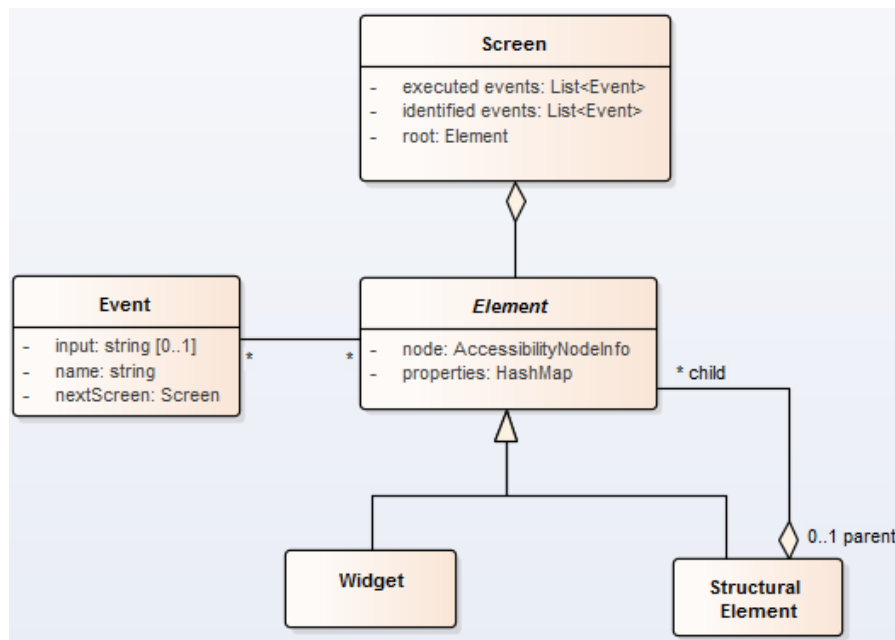 Screen
- executed events: List<Event>
- identified events: List<Event>
- root: Element
Event
- input: string [0..1]
- name: string
- nextScreen: Screen
*
*
Element
- node: AccessibilityNodeInfo
- properties: HashMap
* child
0..1 parent
Widget
Structural
Element